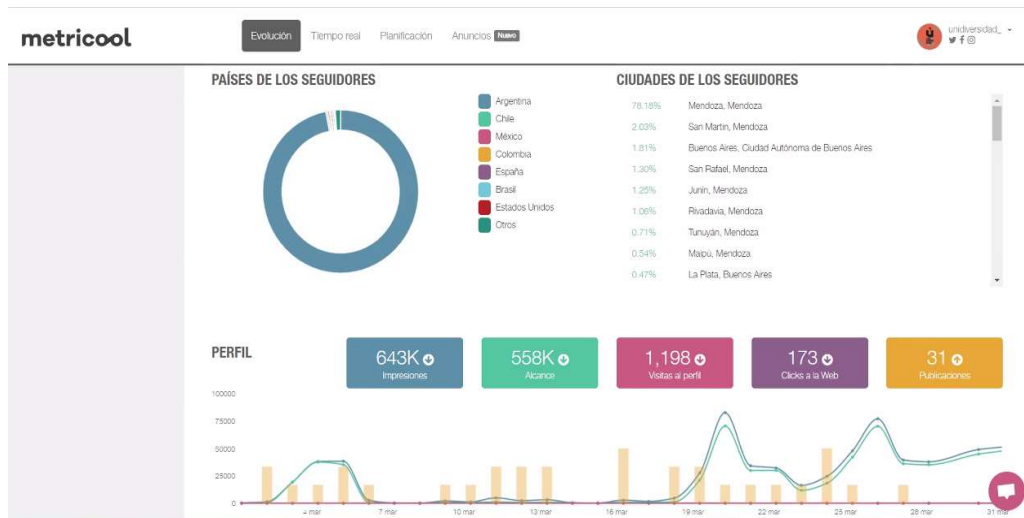 metricool
Evolución
Tiempo real
Planificación
Anuncios Nuevo
unidiversidad_
PAÍSES DE LOS SEGUIDORES
Argentina
Chile
México
Colombia
España
Brasil
Estados Unidos
Otros
CIUDADES DE LOS SEGUIDORES
78.18% Mendoza, Mendoza
2.03% San Martin, Mendoza
1.81% Buenos Aires, Ciudad Autónoma de Buenos Aires
1.30% San Rafael, Mendoza
1.25% Junín, Mendoza
1.06% Rivadavia, Mendoza
0.71% Tunuyán, Mendoza
0.54% Maipú, Mendoza
0.47% La Plata, Buenos Aires
PERFIL
643K
Impresiones
558K
Alcance
1,198
Visitas al perfil
173
Clicks a la Web
31
Publicaciones
100000
75000
50000
25000
0
4 mar
7 mar
10 mar
13 mar
16 mar
19 mar
22 mar
25 mar
28 mar
31 mar